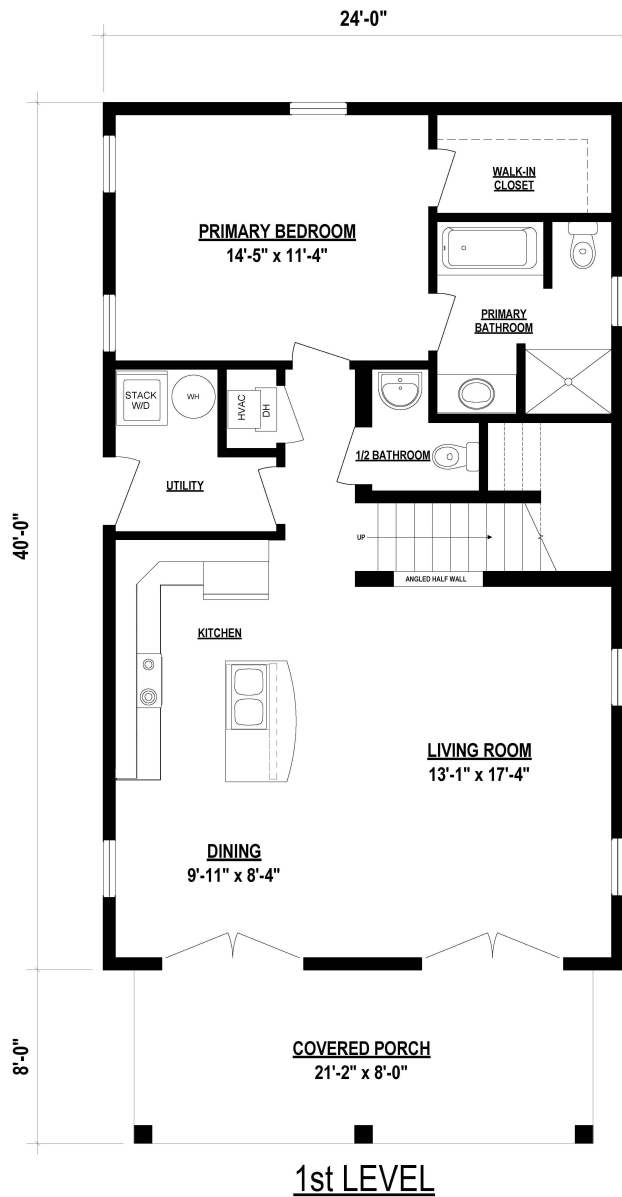 24'-0"
WALK-IN
CLOSET
PRIMARY BEDROOM
14'-5" x 11'-4"
PRIMARY
BATHROOM
STACK
W/D
WH
HVAC
DH
1/2 BATHROOM
UTILITY
40'-0"
UP
ANGLED HALF WALL
KITCHEN
LIVING ROOM
13'-1" x 17'-4"
DINING
9'-11" x 8'-4"
8'-0"
COVERED PORCH
21'-2" x 8'-0"
1st LEVEL